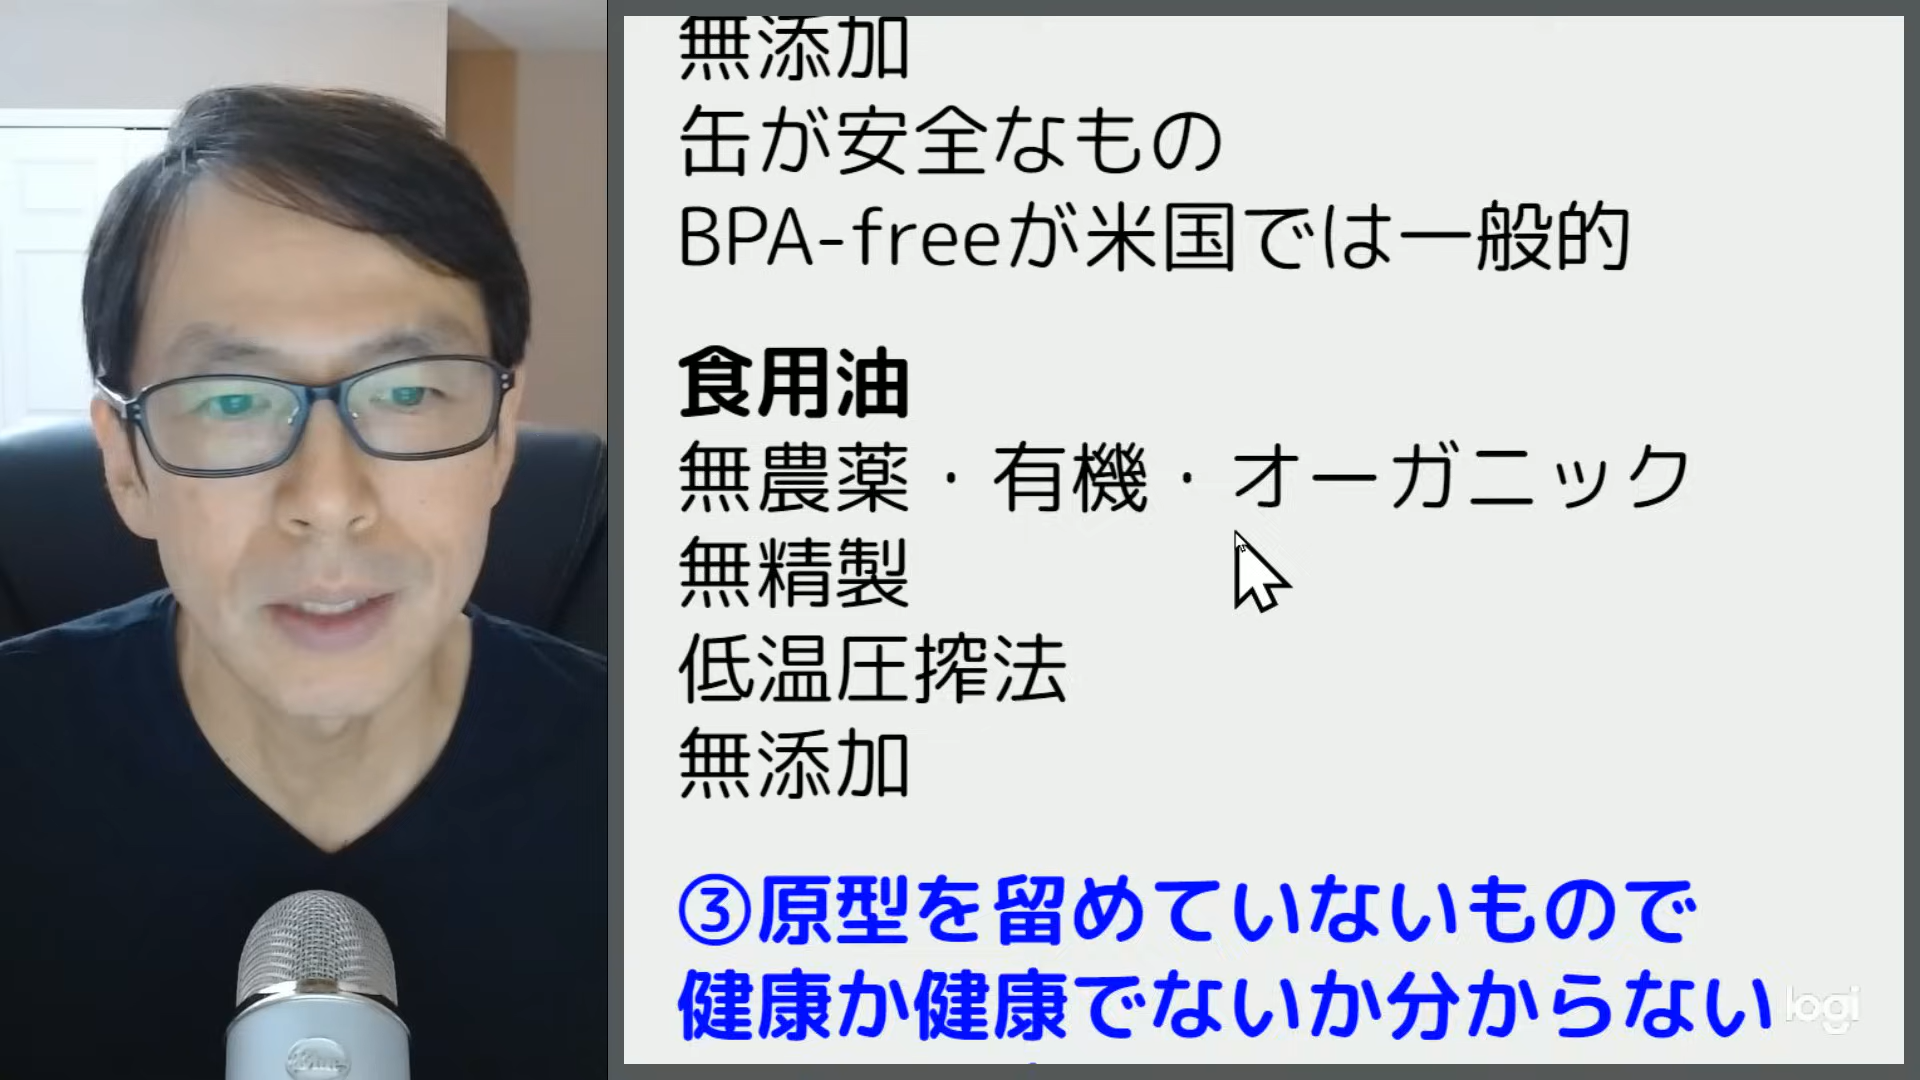 無添加
缶が安全なもの
BPA-freeが米国では一般的
食用油
無農薬・有機・オーガニック
無精製
低温圧搾法
無添加
③原型を留めていないもので
健康か健康でないか分からない
logi
Blue